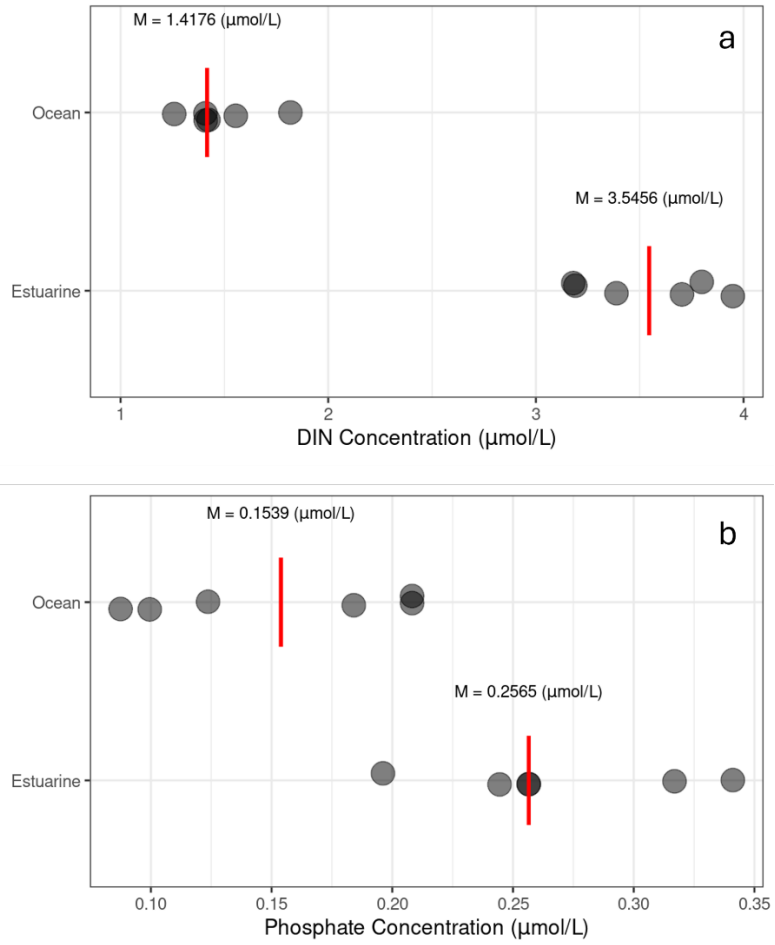 M = 1.4176 (μmol/L)
a
Ocean
M = 3.5456 (μmol/L)
Estuarine
1 2 3 4
DIN Concentration (μmol/L)
M = 0.1539 (μmol/L)
b
Ocean
M = 0.2565 (μmol/L)
Estuarine
0.10 0.15 0.20 0.25 0.30 0.35
Phosphate Concentration (μmol/L)